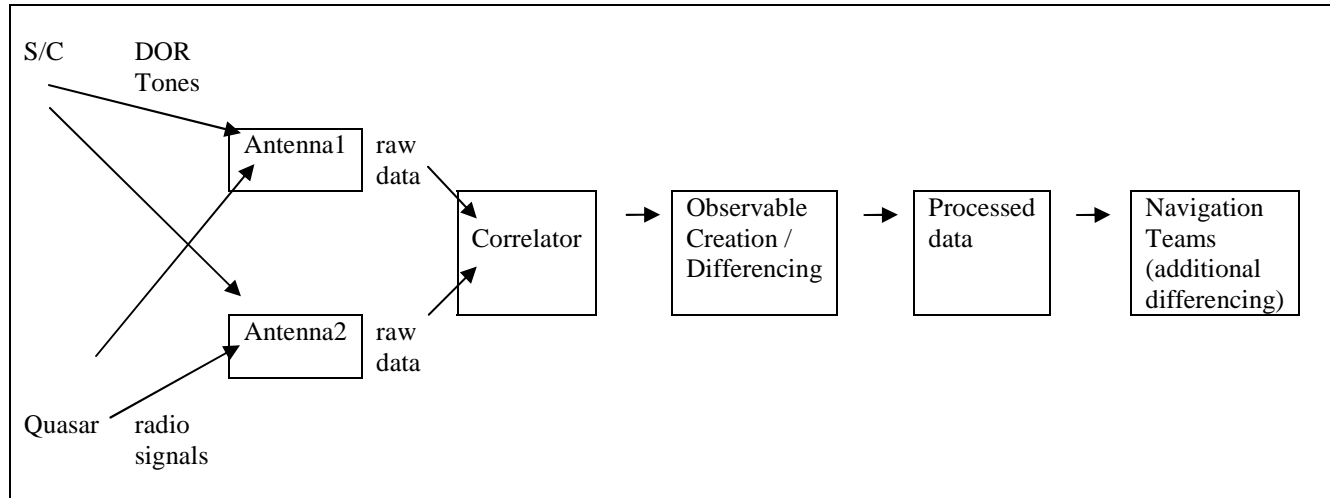 S/C
DOR
Tones
Antenna1
raw
data
Correlator
Observable
Creation /
Differencing
Processed
data
Navigation
Teams
(additional
differencing)
Antenna2
raw
data
Quasar
radio
signals